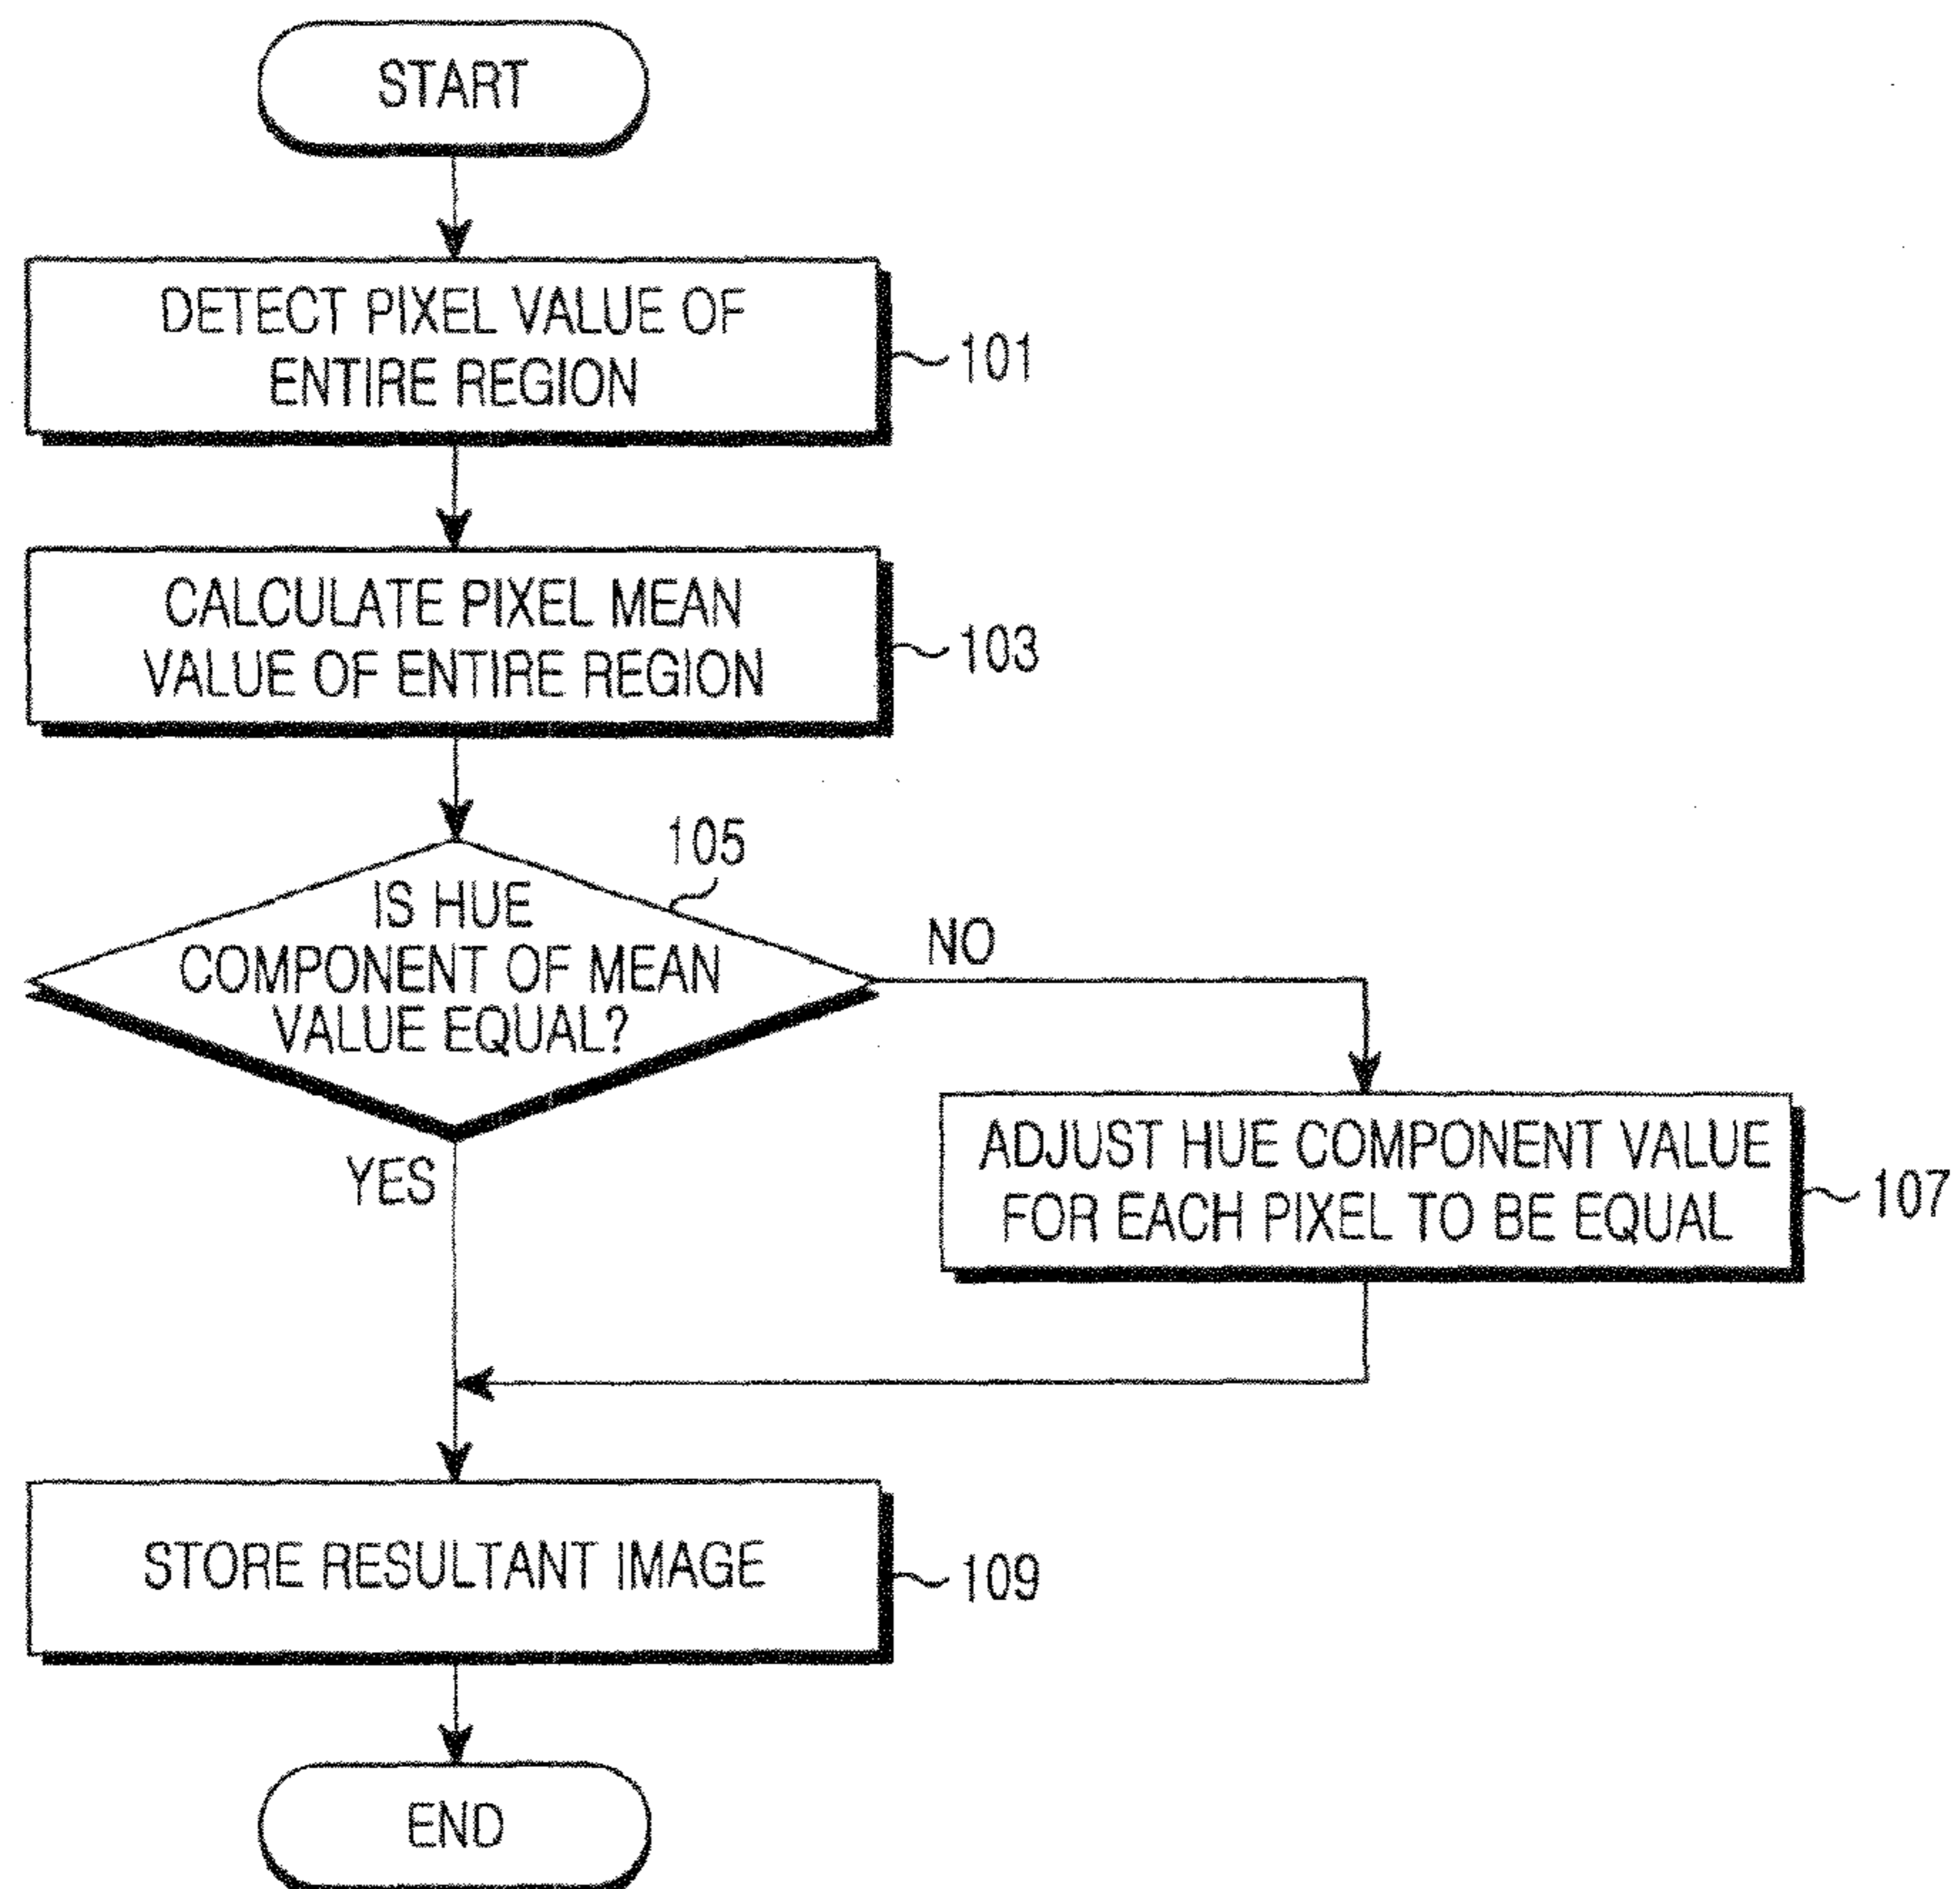 START
DETECT PIXEL VALUE OF
ENTIRE REGION
101
CALCULATE PIXEL MEAN
VALUE OF ENTIRE REGION
103
105
IS HUE
COMPONENT OF MEAN
VALUE EQUAL?
NO
YES
ADJUST HUE COMPONENT VALUE
FOR EACH PIXEL TO BE EQUAL
107
STORE RESULTANT IMAGE
109
END